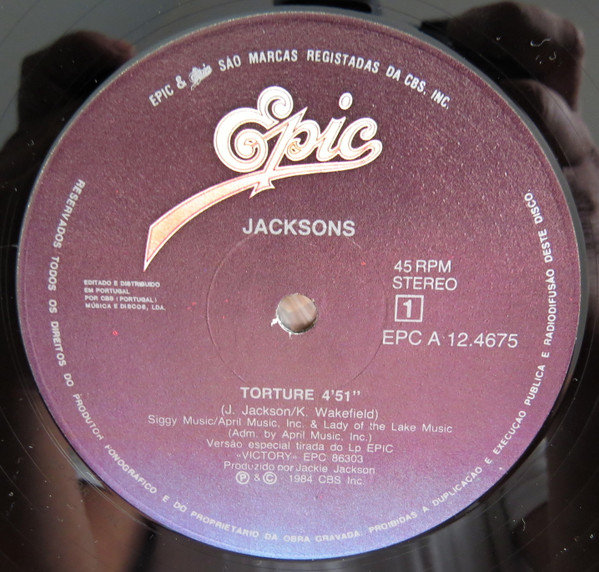 EPIC & Epic SÃO MARCAS REGISTADAS DA CBS. INC.
Epic
JACKSONS
EDITADO E DISTRIBUIDO
EM PORTUGAL
POR CBS (PORTUGAL)
MÚSICA E DISCOS, LDA.
45 RPM
STEREO
1
EPC A 12.4675
TORTURE 4'51"
(J. Jackson/K. Wakefield)
Siggy Music/April Music, Inc. & Lady of the Lake Music
(Adm. by April Music, Inc.)
Versão especial tirada do Lp EPIC
«VICTORY» EPC 86303
Produzido por Jackie Jackson
Ⓟ & © 1984 CBS Inc.
RESERVADOS TODOS OS DIREITOS DO PRODUTOR FONOGRÁFICO E DO PROPRIETÁRIO DA OBRA GRAVADA. PROIBIDAS A DUPLICAÇÃO E EXECUÇÃO PUBLICA E RADIODIFUSÃO DESTE DISCO